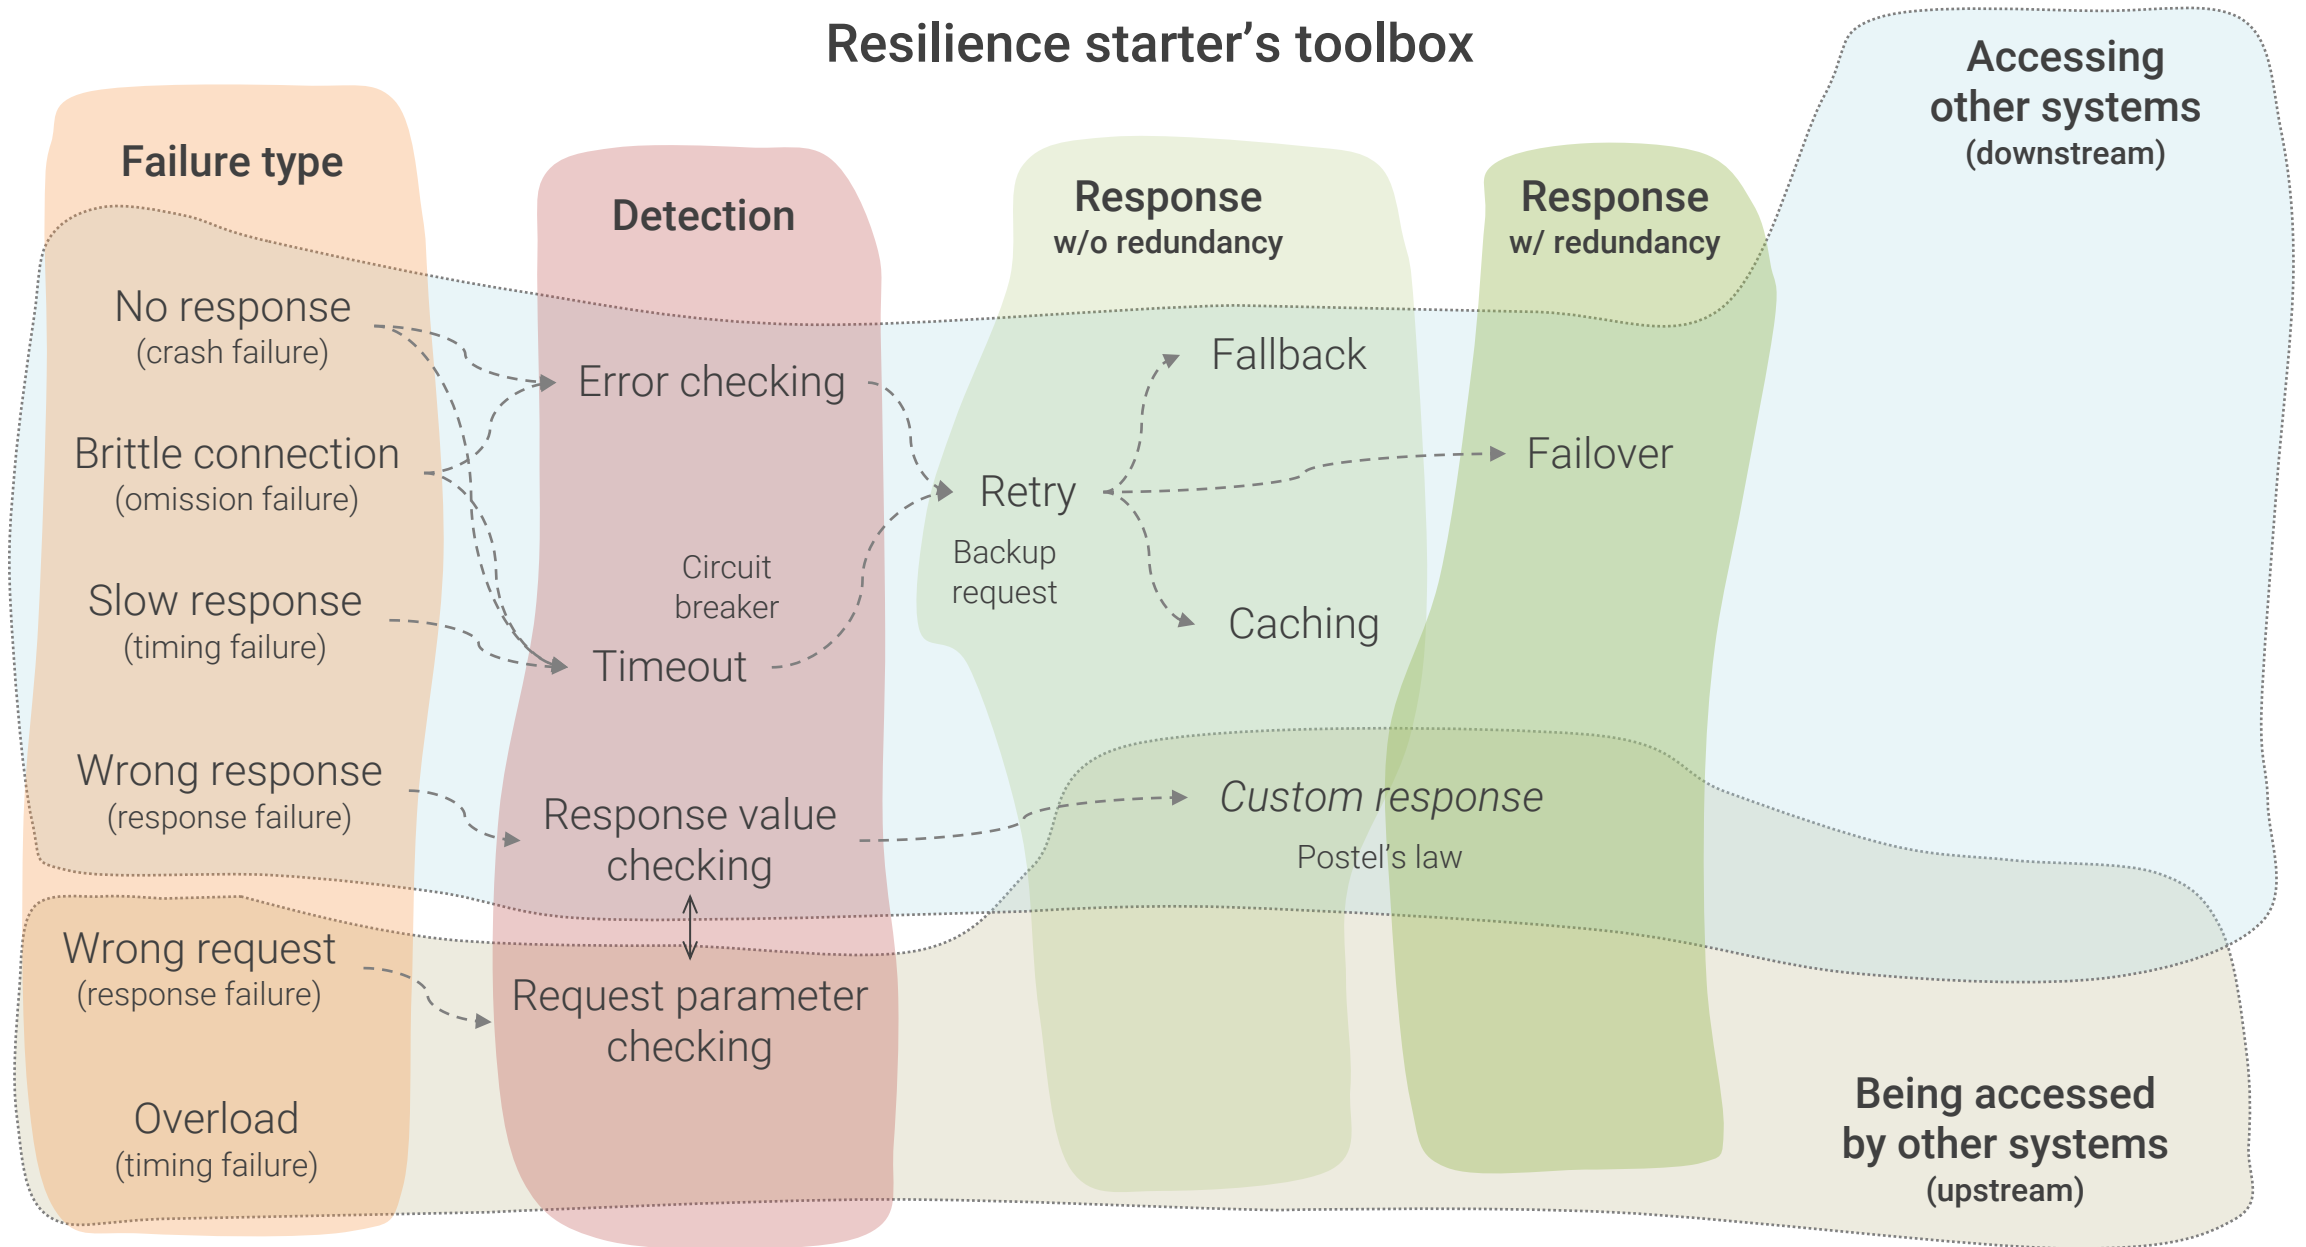 Resilience starter’s toolbox
Accessing
other systems
(downstream)
Failure type
Detection
Response
w/o redundancy
Response
w/ redundancy
No response
(crash failure)
Brittle connection
(omission failure)
Slow response
(timing failure)
Wrong response
(response failure)
Wrong request
(response failure)
Overload
(timing failure)
Error checking
Circuit
breaker
Timeout
Response value
checking
Request parameter
checking
Fallback
Retry
Backup
request
Caching
Failover
Custom response
Postel’s law
Being accessed
by other systems
(upstream)